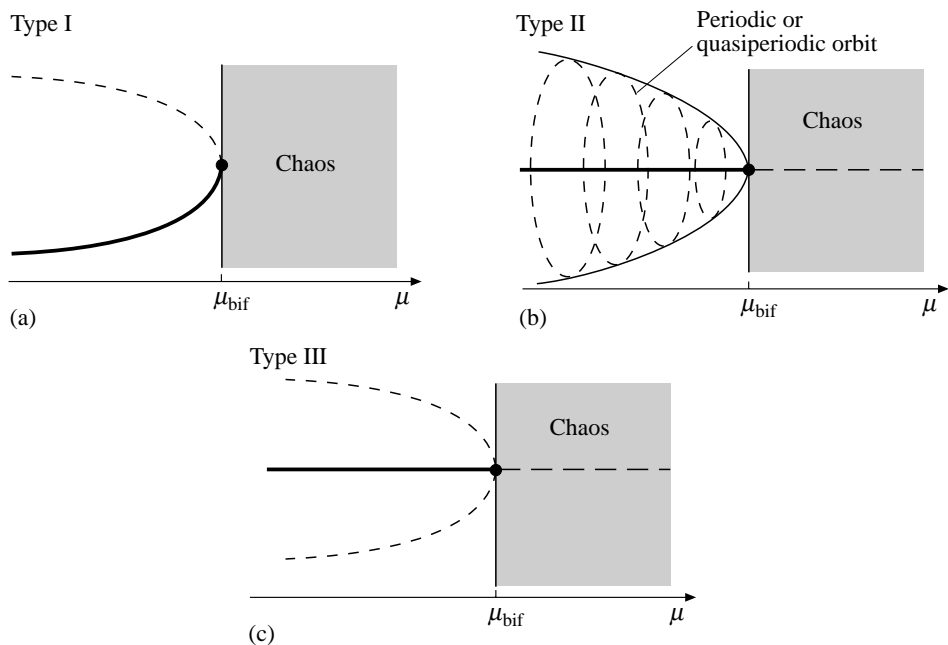 Type I
Chaos
μbif
μ
(a)
Type II
Periodic or
quasiperiodic orbit
Chaos
μbif
μ
(b)
Type III
Chaos
μbif
μ
(c)